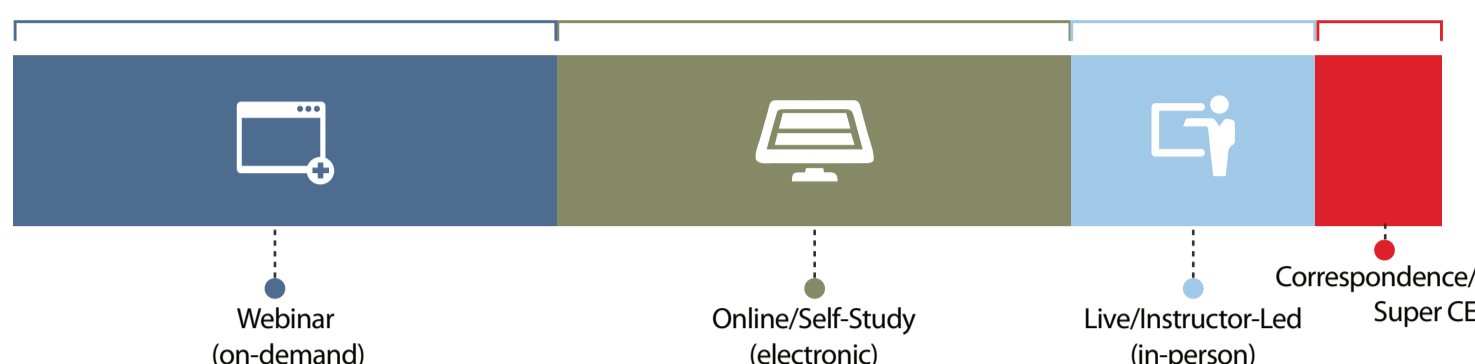 Webinar
(on-demand)
Online/Self-Study
(electronic)
Live/Instructor-Led
(in-person)
Correspondence/
Super CE